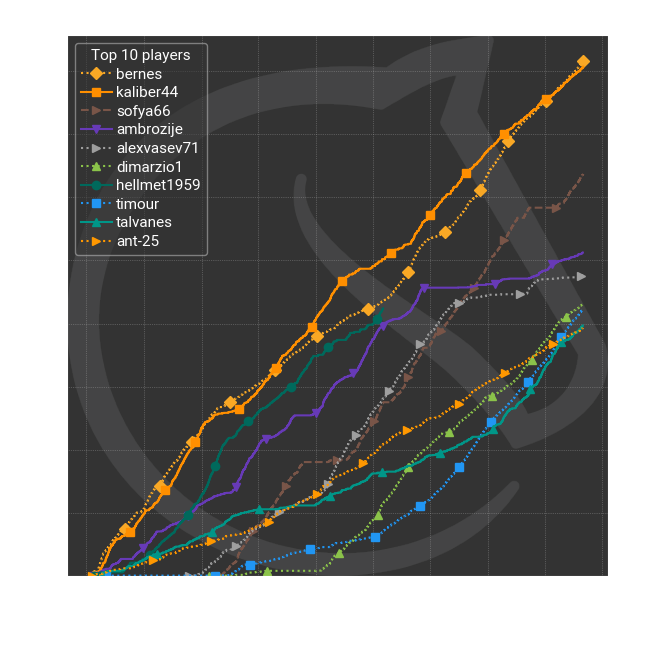 Top 10 players
bernes
kaliber44
sofya66
ambrozije
alexvasev71
dimarzio1
hellmet1959
timour
talvanes
ant-25